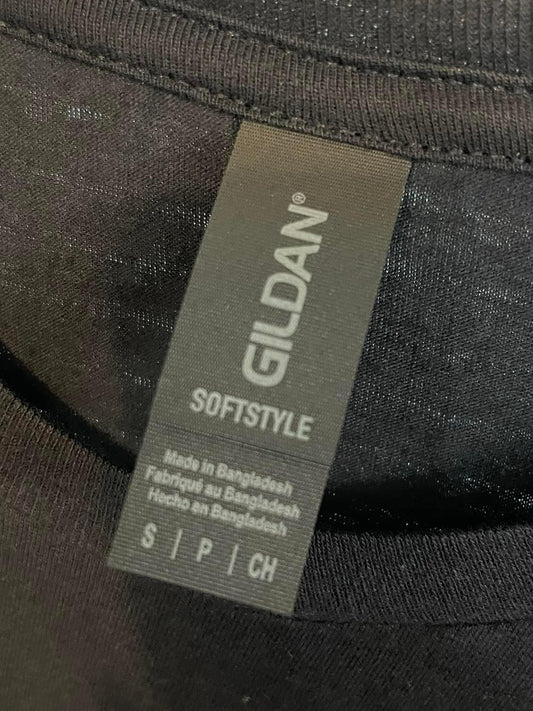 GILDAN®
SOFTSTYLE
Made in Bangladesh
Fabriqué au Bangladesh
Hecho en Bangladesh
S | P | CH